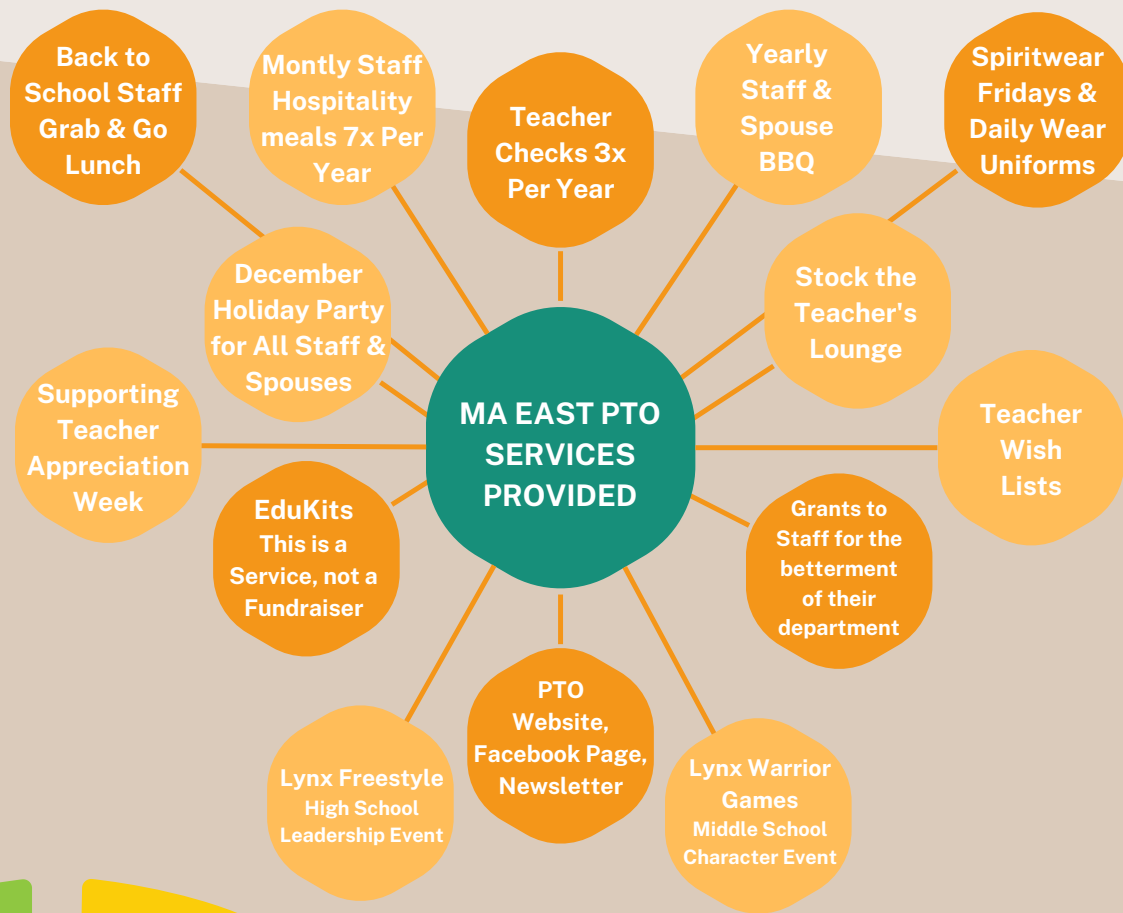 Back to
School Staff
Grab & Go
Lunch
Montly Staff
Hospitality
meals 7x Per
Year
Teacher
Checks 3x
Per Year
Yearly
Staff &
Spouse
BBQ
Spiritwear
Fridays &
Daily Wear
Uniforms
December
Holiday Party
for All Staff &
Spouses
Stock the
Teacher's
Lounge
Supporting
Teacher
Appreciation
Week
MA EAST PTO
SERVICES
PROVIDED
Teacher
Wish
Lists
EduKits
This is a
Service, not a
Fundraiser
Grants to
Staff for the
betterment
of their
department
Lynx Freestyle
High School
Leadership Event
PTO
Website,
Facebook Page,
Newsletter
Lynx Warrior
Games
Middle School
Character Event